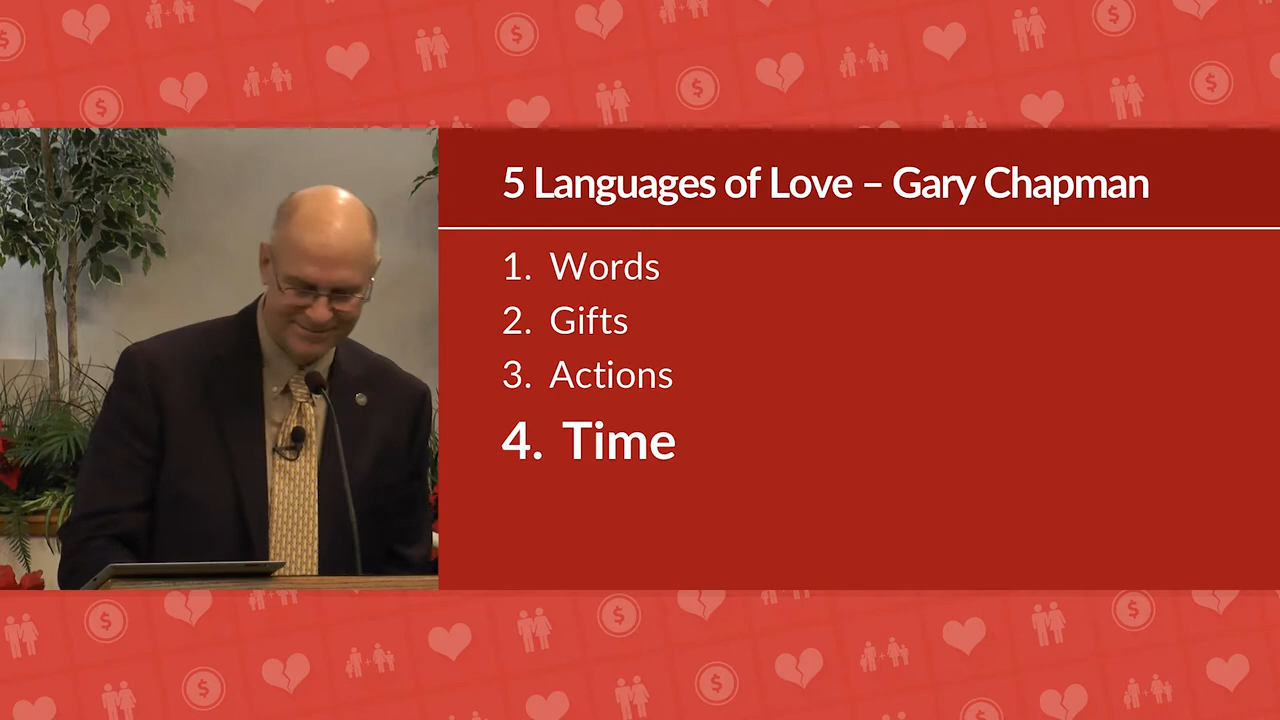 5 Languages of Love – Gary Chapman
1. Words
2. Gifts
3. Actions
4. Time